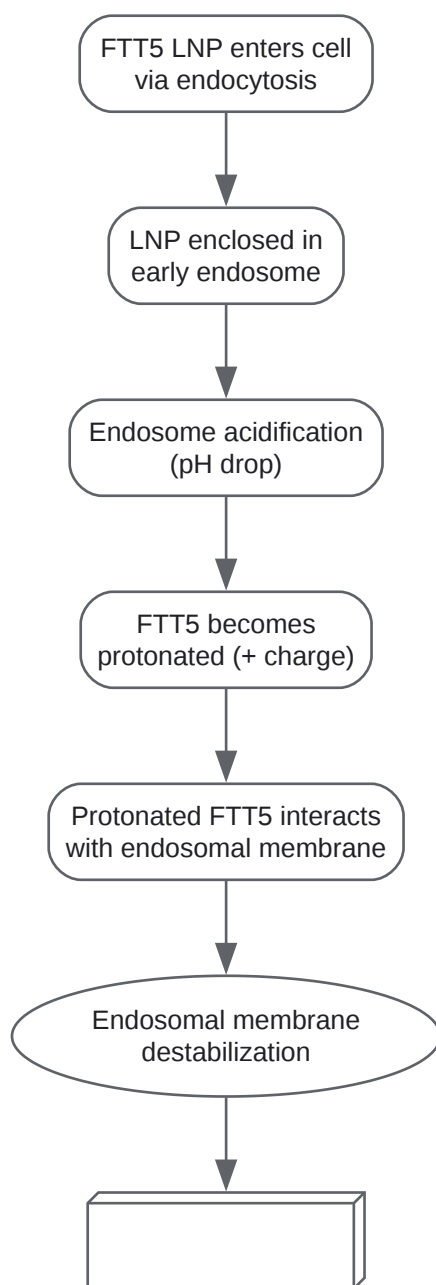 FTT5 LNP enters cell
via endocytosis
LNP enclosed in
early endosome
Endosome acidification
(pH drop)
FTT5 becomes
protonated (+ charge)
Protonated FTT5 interacts
with endosomal membrane
Endosomal membrane
destabilization